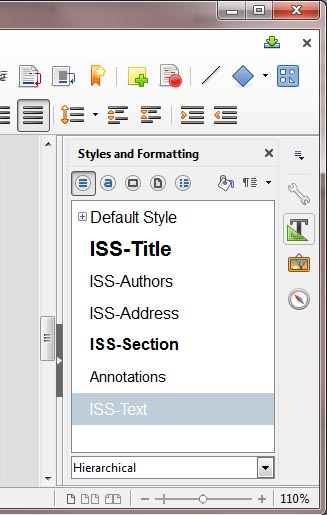 Styles and Formatting
Default Style
ISS-Title
ISS-Authors
ISS-Address
ISS-Section
Annotations
ISS-Text
Hierarchical
110%